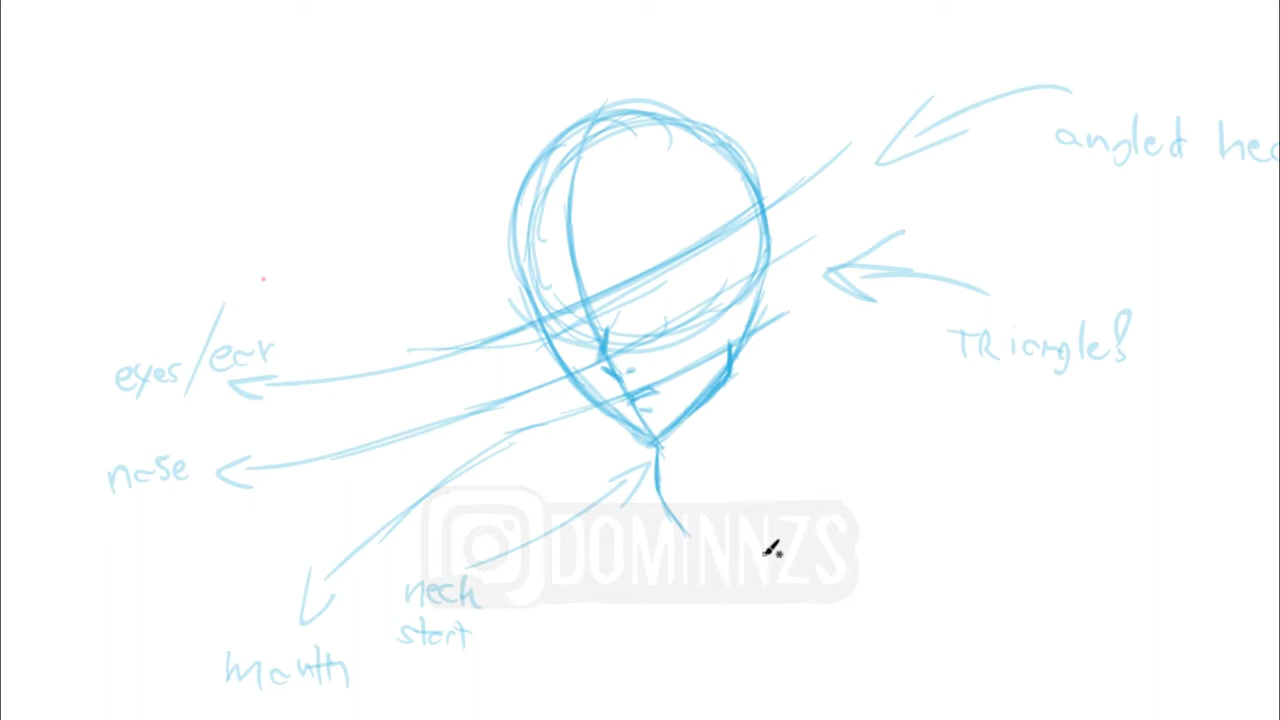 angled hea
TRiangle!
eyes/ear
nose
DOMINNZS
neck
start
mouth